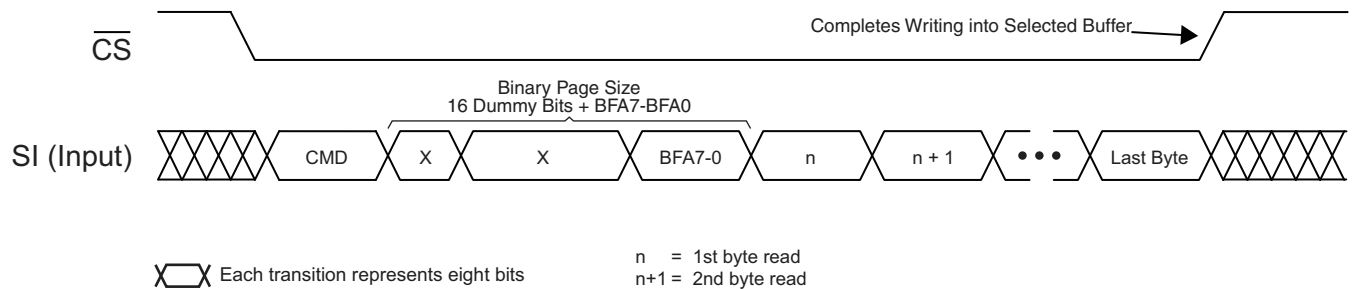 Completes Writing into Selected Buffer
CS
Binary Page Size
16 Dummy Bits + BFA7-BFA0
SI (Input)
CMD
X
X
BFA7-0
n
n + 1
•••
Last Byte
Each transition represents eight bits
n = 1st byte read
n+1 = 2nd byte read